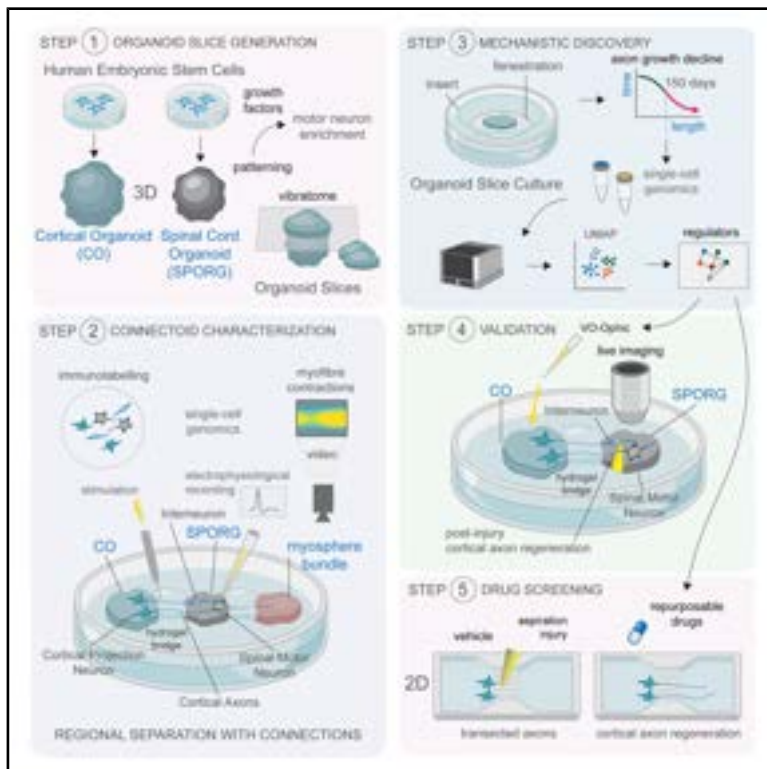 STEP 1 ORGANOID SLICE GENERATION
Human Embryonic Stem Cells
growth
factors
motor neuron
enrichment
patterning
3D
vibratome
Cortical Organoid
(CO)
Spinal Cord
Organoid
(SPORG)
Organoid Slices
STEP 2 CONNECTOID CHARACTERIZATION
immunolabelling
myofibre
contractions
single-cell
genomics
video
electrophysiological
recording
stimulation
Interneuron
CO
SPORG
myosphere
bundle
hydrogel
bridge
Cortical Projection
Neuron
Spinal Motor
Neuron
Cortical Axons
REGIONAL SEPARATION WITH CONNECTIONS
STEP 3 MECHANISTIC DISCOVERY
fenestration
insert
axon growth decline
time
150 days
length
Organoid Slice Culture
single-cell
genomics
UMAP
regulators
STEP 4 VALIDATION
live imaging
CO
SPORG
Interneuron
hydrogel
bridge
Spinal Motor
Neuron
post-injury
cortical axon regeneration
STEP 5 DRUG SCREENING
repurposable
drugs
vehicle
aspiration
injury
2D
transected axons
cortical axon regeneration